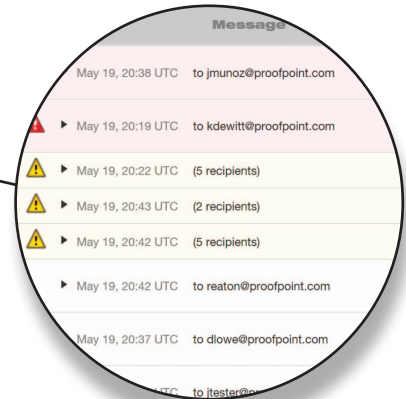 Message
May 19, 20:38 UTC to jmunoz@proofpoint.com
May 19, 20:19 UTC to kdewitt@proofpoint.com
May 19, 20:22 UTC (5 recipients)
May 19, 20:43 UTC (2 recipients)
May 19, 20:42 UTC (5 recipients)
May 19, 20:42 UTC to reaton@proofpoint.com
May 19, 20:37 UTC to dlowe@proofpoint.com
UTC to